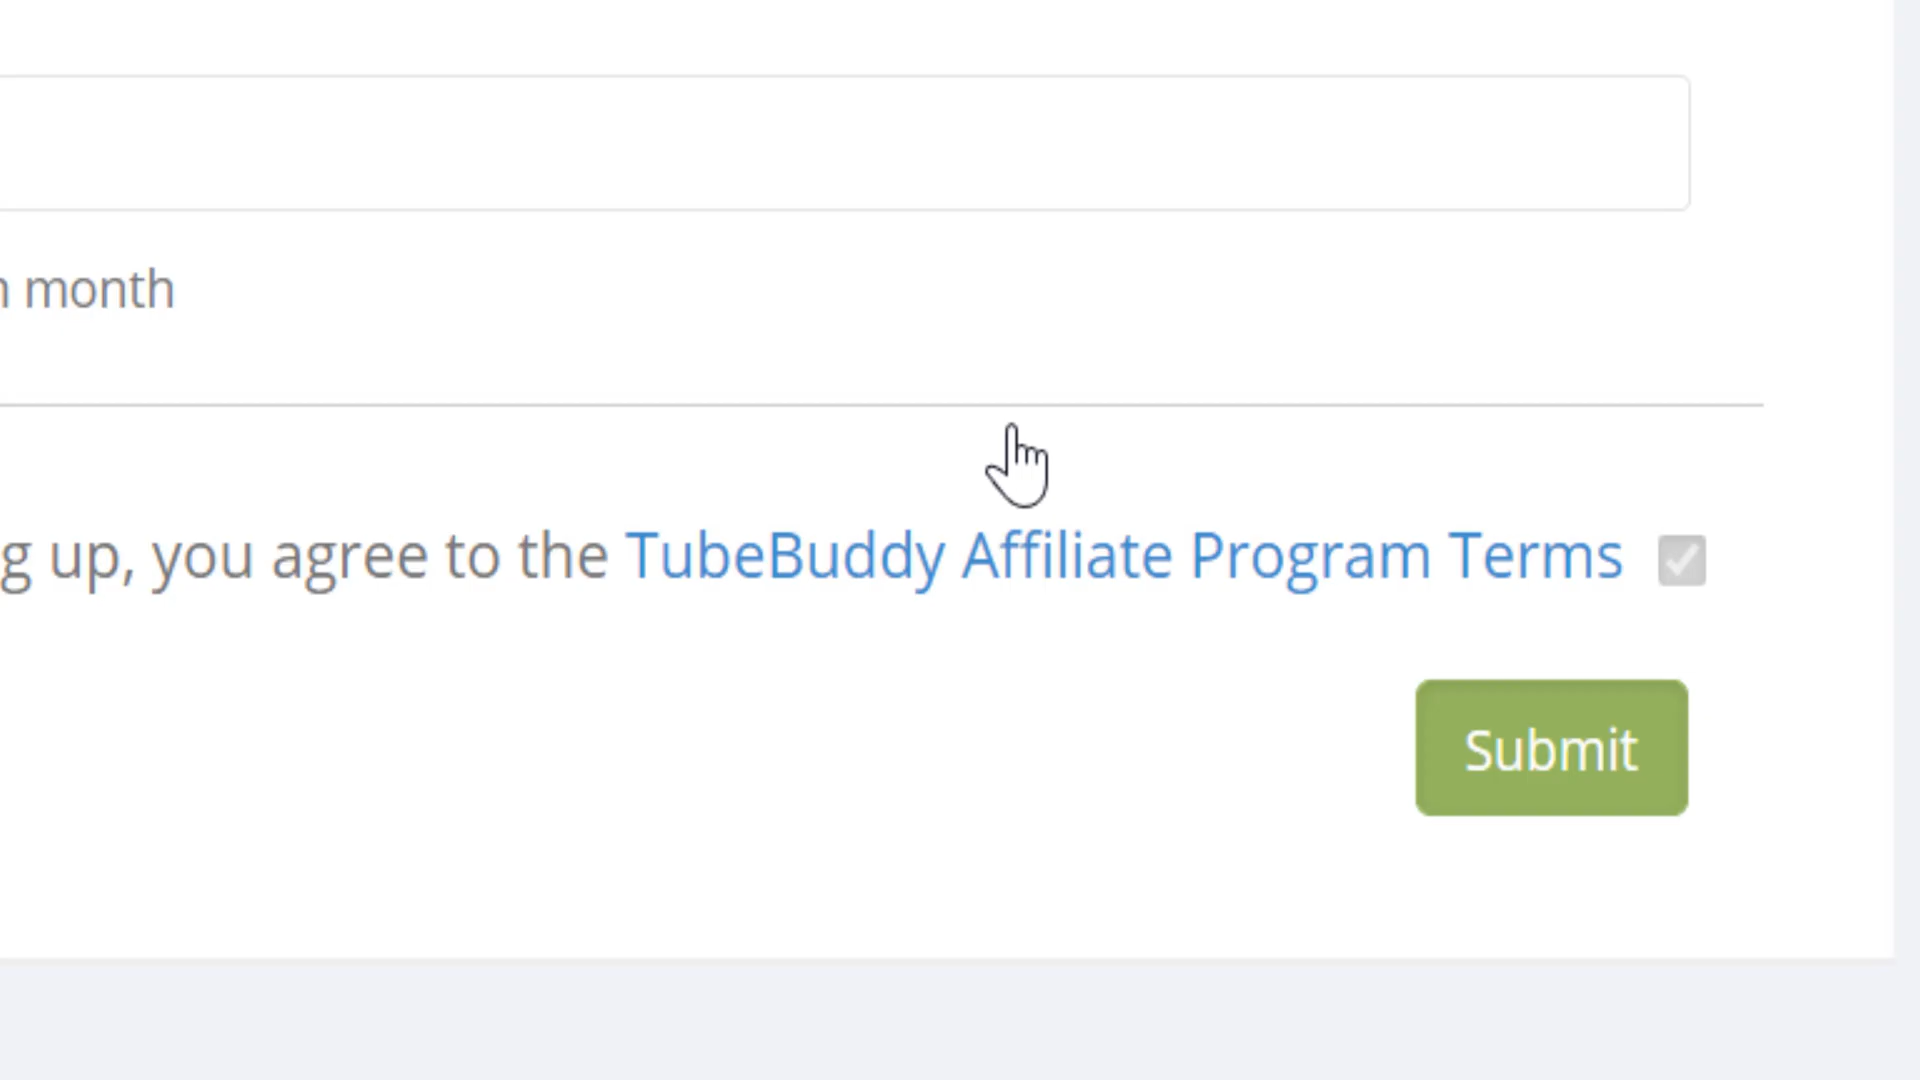 month
up, you agree to the TubeBuddy Affiliate Program Terms
Submit